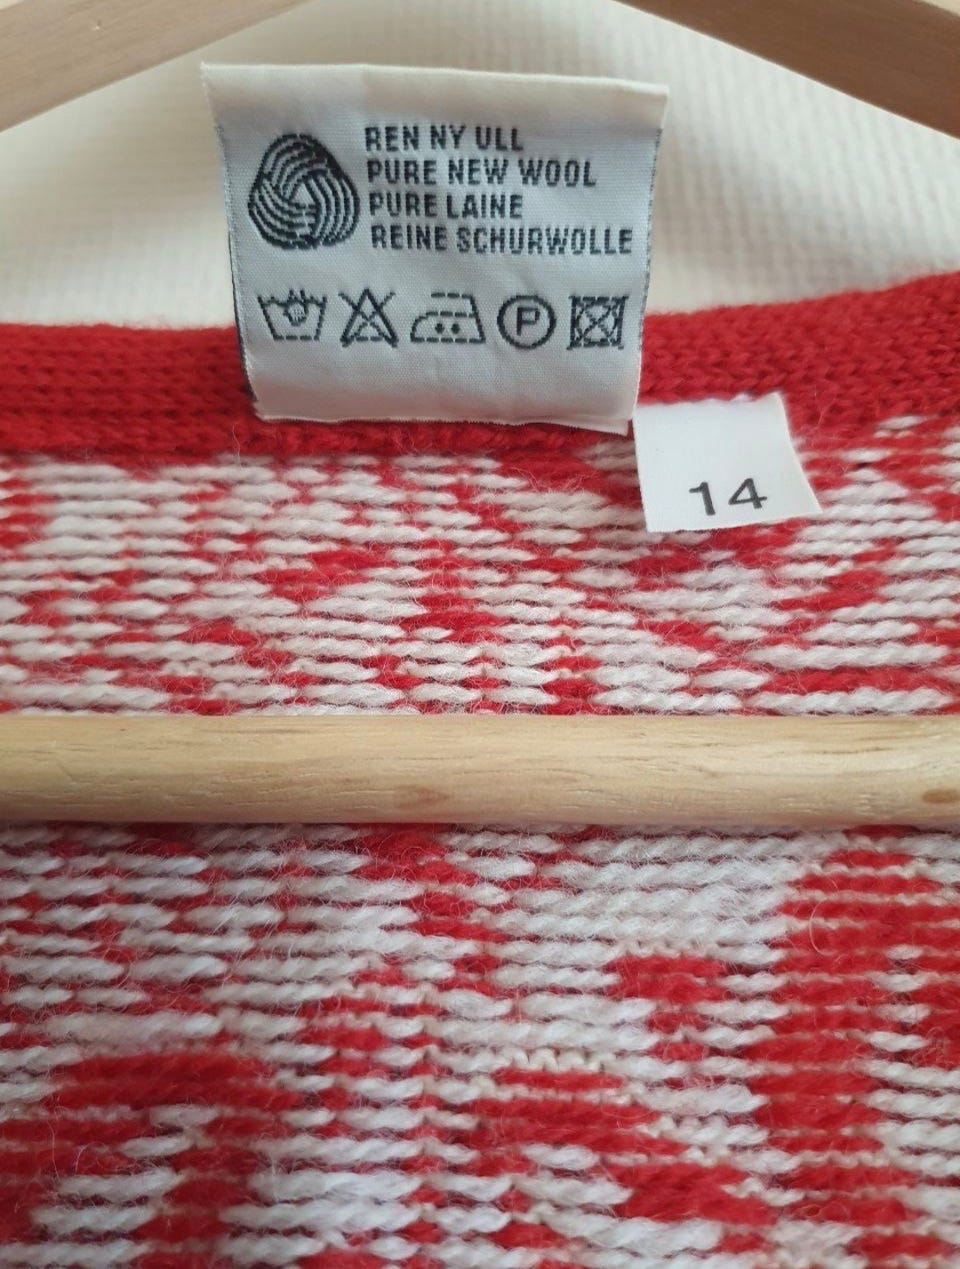 REN NY ULL
PURE NEW WOOL
PURE LAINE
REINE SCHURWOLLE
P
14